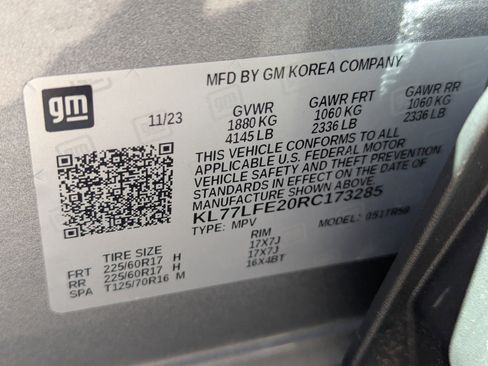 MFD BY GM KOREA COMPANY
gm
11/23 GVWR GAWR FRT GAWR RR
1880 KG 1060 KG 1060 KG
4145 LB 2336 LB 2336 LB
THIS VEHICLE CONFORMS TO ALL
APPLICABLE U.S. FEDERAL MOTOR
VEHICLE SAFETY AND THEFT PREVENTION
STANDARDS IN EFFECT ON THE DATE OF
MANUFACTURE SHOWN ABOVE.
KL77LFE20RC173285
TYPE: MPV MODEL:
TIRE SIZE RIM
FRT 225/60R17 H 17X7J
RR 225/60R17 H 17X7J
SPA T125/70R16 M 16X4BT